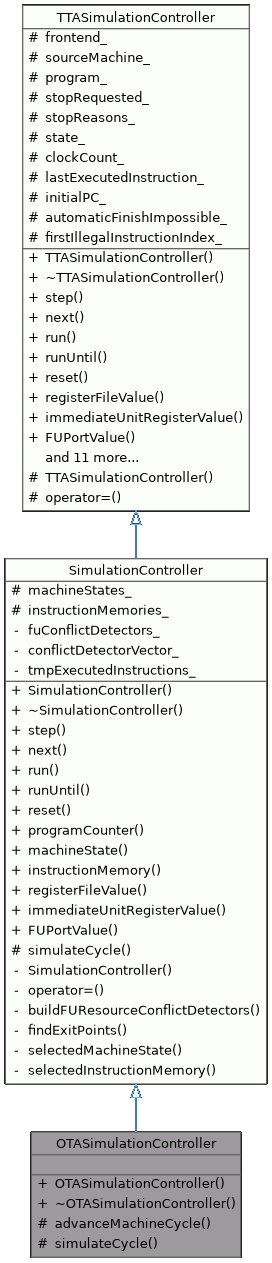 TTASimulationController
# frontend_
# sourceMachine_
# program_
# stopRequested_
# stopReasons_
# state_
# clockCount_
# lastExecutedInstruction_
# initialPC_
# automaticFinishImpossible_
# firstIllegalInstructionIndex_
+ TTASimulationController()
+ ~TTASimulationController()
+ step()
+ next()
+ run()
+ runUntil()
+ reset()
+ registerFileValue()
+ immediateUnitRegisterValue()
+ FUPortValue()
and 11 more...
# TTASimulationController()
# operator=()
SimulationController
# machineStates_
# instructionMemories_
- fuConflictDetectors_
- conflictDetectorVector_
- tmpExecutedInstructions_
+ SimulationController()
+ ~SimulationController()
+ step()
+ next()
+ run()
+ runUntil()
+ reset()
+ programCounter()
+ machineState()
+ instructionMemory()
+ registerFileValue()
+ immediateUnitRegisterValue()
+ FUPortValue()
# simulateCycle()
- SimulationController()
- operator=()
- buildFUResourceConflictDetectors()
- findExitPoints()
- selectedMachineState()
- selectedInstructionMemory()
OTASimulationController
+ OTASimulationController()
+ ~OTASimulationController()
# advanceMachineCycle()
# simulateCycle()